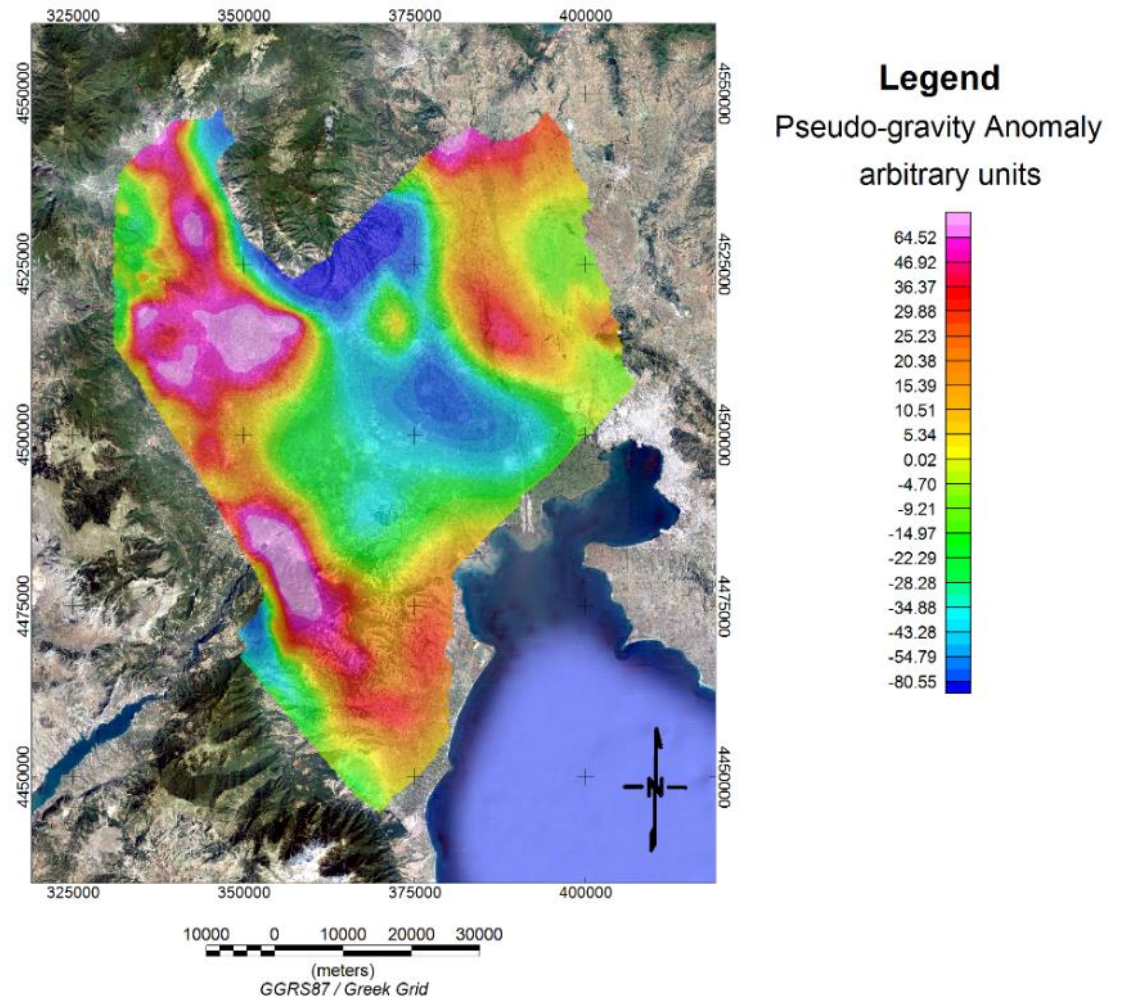 325000 350000 375000 400000
4550000 4550000
4525000 4525000
4500000 4500000
4475000 4475000
4450000 4450000
325000 350000 375000 400000
N
10000 0 10000 20000 30000
(meters)
GGRS87 / Greek Grid
Legend
Pseudo-gravity Anomaly
arbitrary units
64.52
46.92
36.37
29.88
25.23
20.38
15.39
10.51
5.34
0.02
-4.70
-9.21
-14.97
-22.29
-28.28
-34.88
-43.28
-54.79
-80.55